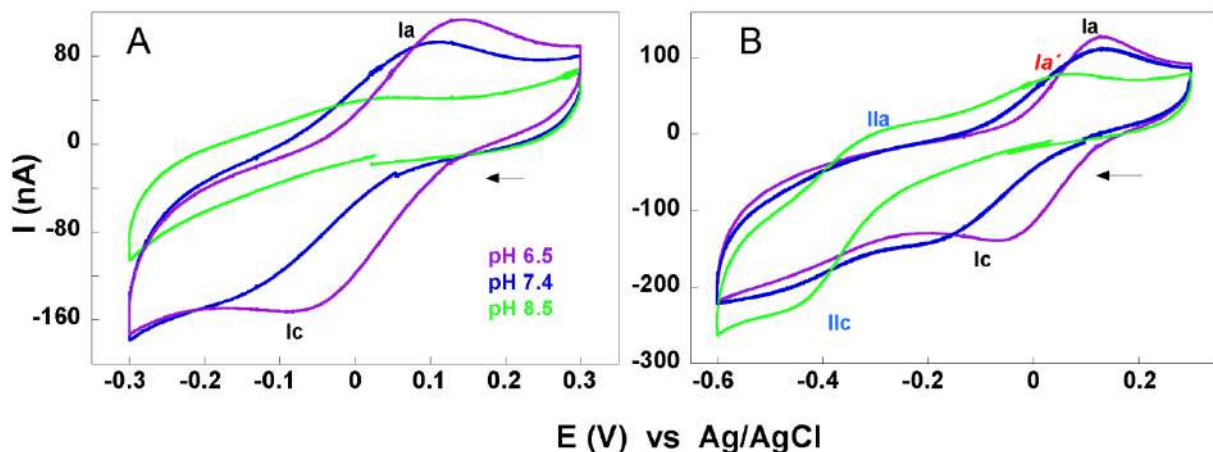 A
Ia
80
0
-80
-160
I (nA)
pH 6.5
pH 7.4
pH 8.5
Ic
-0.3 -0.2 -0.1 0 0.1 0.2 0.3
B
Ia
Ia´
IIa
100
0
-100
-200
-300
Ic
IIc
-0.6 -0.4 -0.2 0 0.2
E (V) vs Ag/AgCl